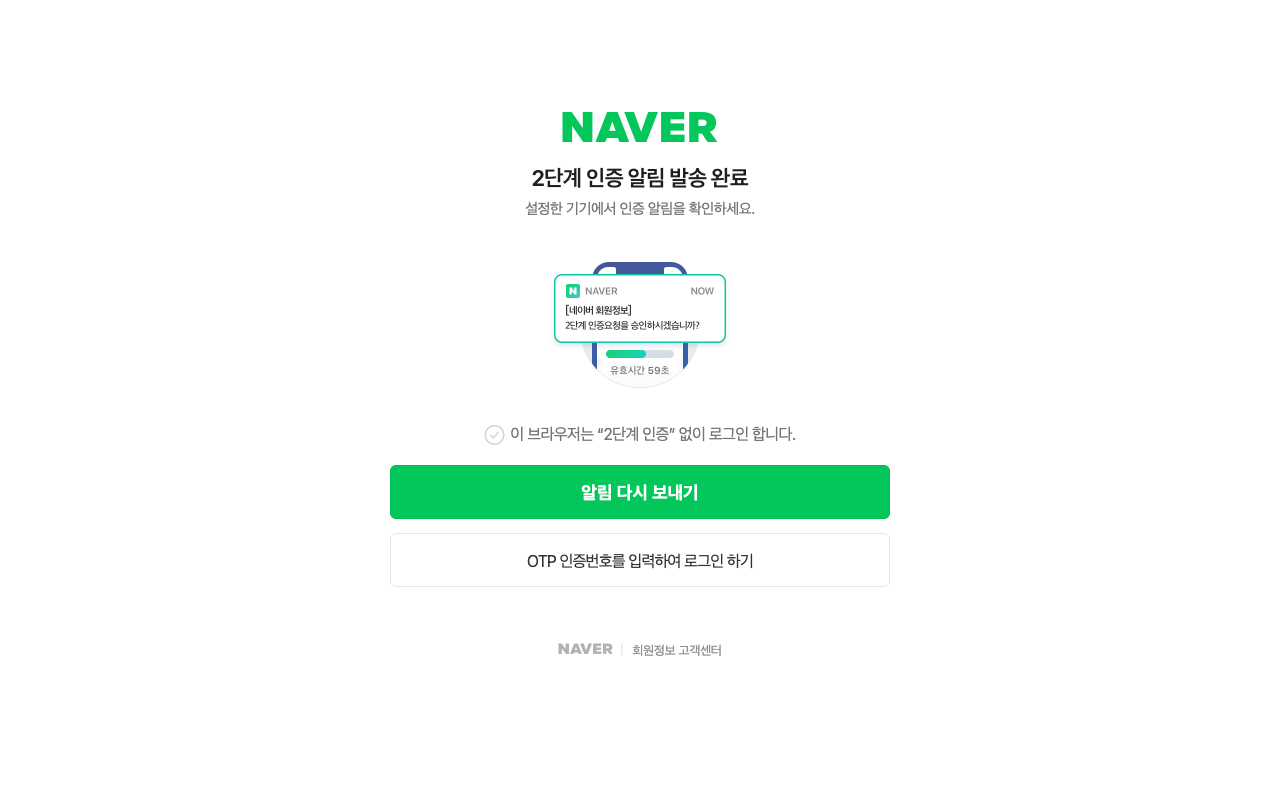 NAVER
2단계 인증 알림 발송 완료
설정한 기기에서 인증 알림을 확인하세요.
N NAVER NOW
[네이버 회원정보]
2단계 인증요청을 승인하시겠습니까?
유효시간 59초
이 브라우저는 “2단계 인증” 없이 로그인 합니다.
알림 다시 보내기
OTP 인증번호를 입력하여 로그인 하기
NAVER 회원정보 고객센터